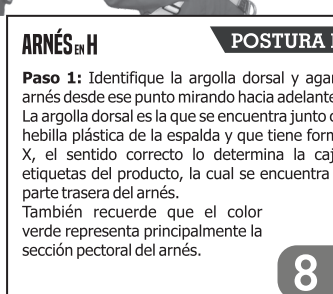 ARNÉS EN H
POSTURA
Paso 1: Identifique la argolla dorsal y
arnés desde ese punto mirando hacia adelante
La argolla dorsal es la que se encuentra junto
hebilla plástica de la espalda y que tiene
X, el sentido correcto lo determina la
etiquetas del producto, la cual se encuentra
parte trasera del arnés.
También recuerde que el color
verde representa principalmente la
sección pectoral del arnés.
8